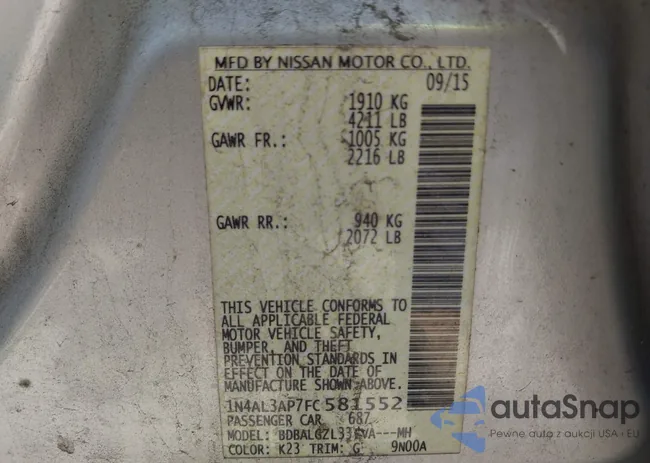 MFD BY NISSAN MOTOR CO., LTD.
DATE: 09/15
GVWR: 1910 KG
4211 LB
GAWR FR.: 1005 KG
2216 LB
GAWR RR.: 940 KG
2072 LB
THIS VEHICLE CONFORMS TO
ALL APPLICABLE FEDERAL
MOTOR VEHICLE SAFETY,
BUMPER, AND THEFT
PREVENTION STANDARDS IN
EFFECT ON THE DATE OF
MANUFACTURE SHOWN ABOVE.
1N4AL3AP7FC581552
PASSENGER CAR 687
MODEL:
COLOR: K23 TRIM: G 9N00A
autoSnap
Pewne auta z aukcji US • EU